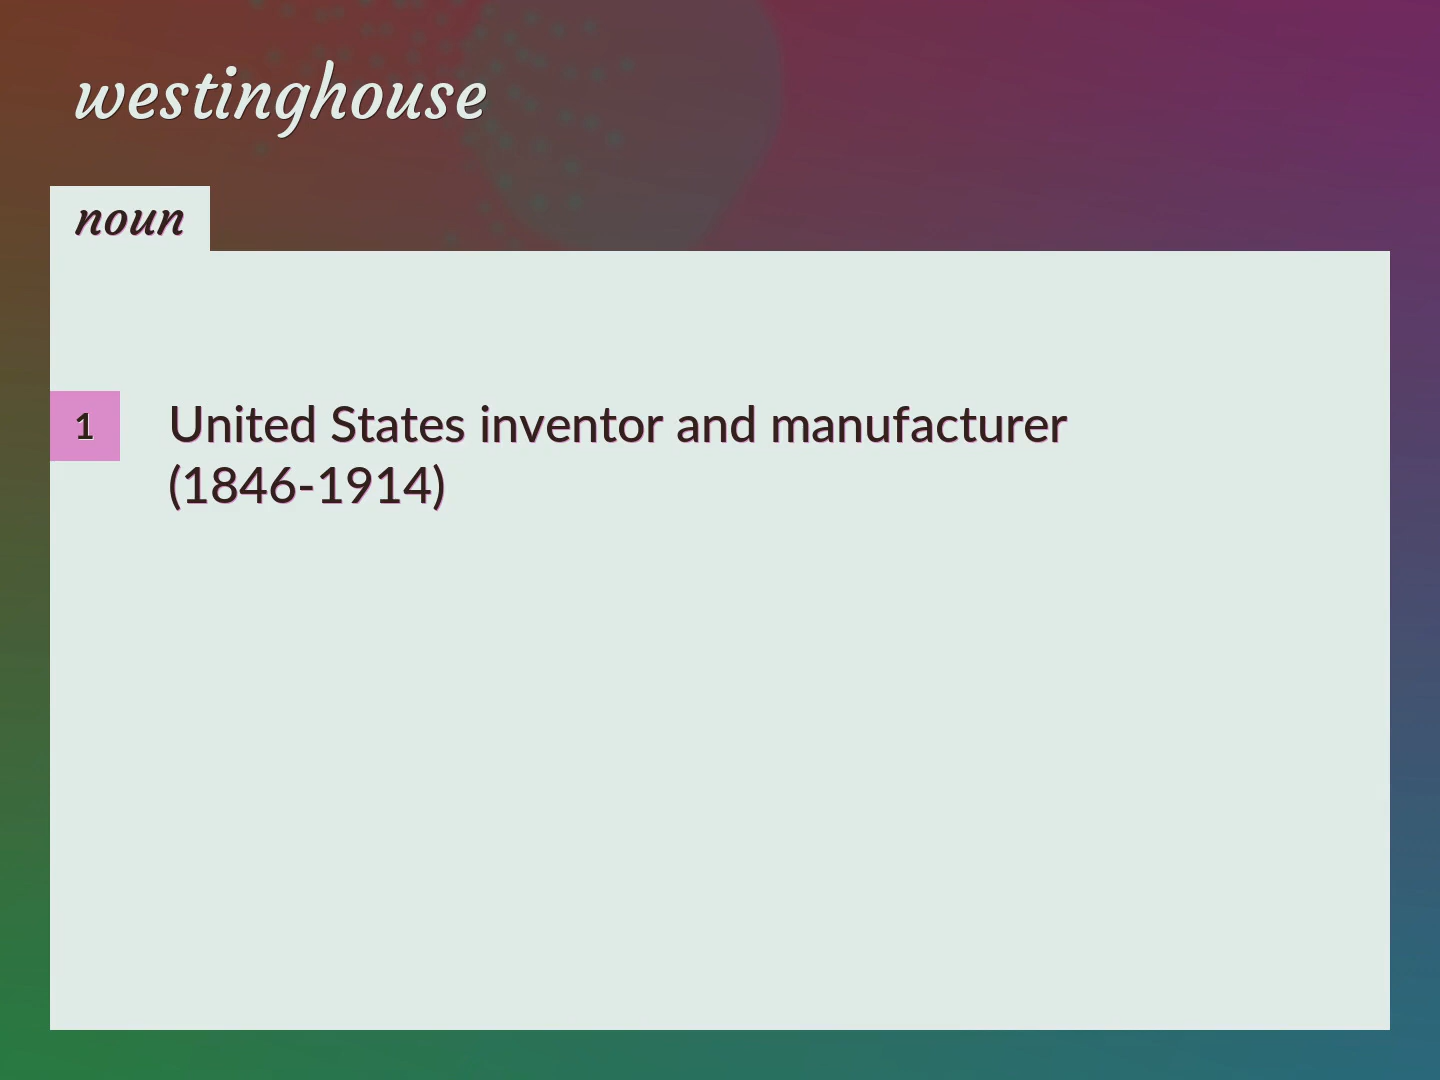 westinghouse
noun
1 United States inventor and manufacturer
(1846-1914)